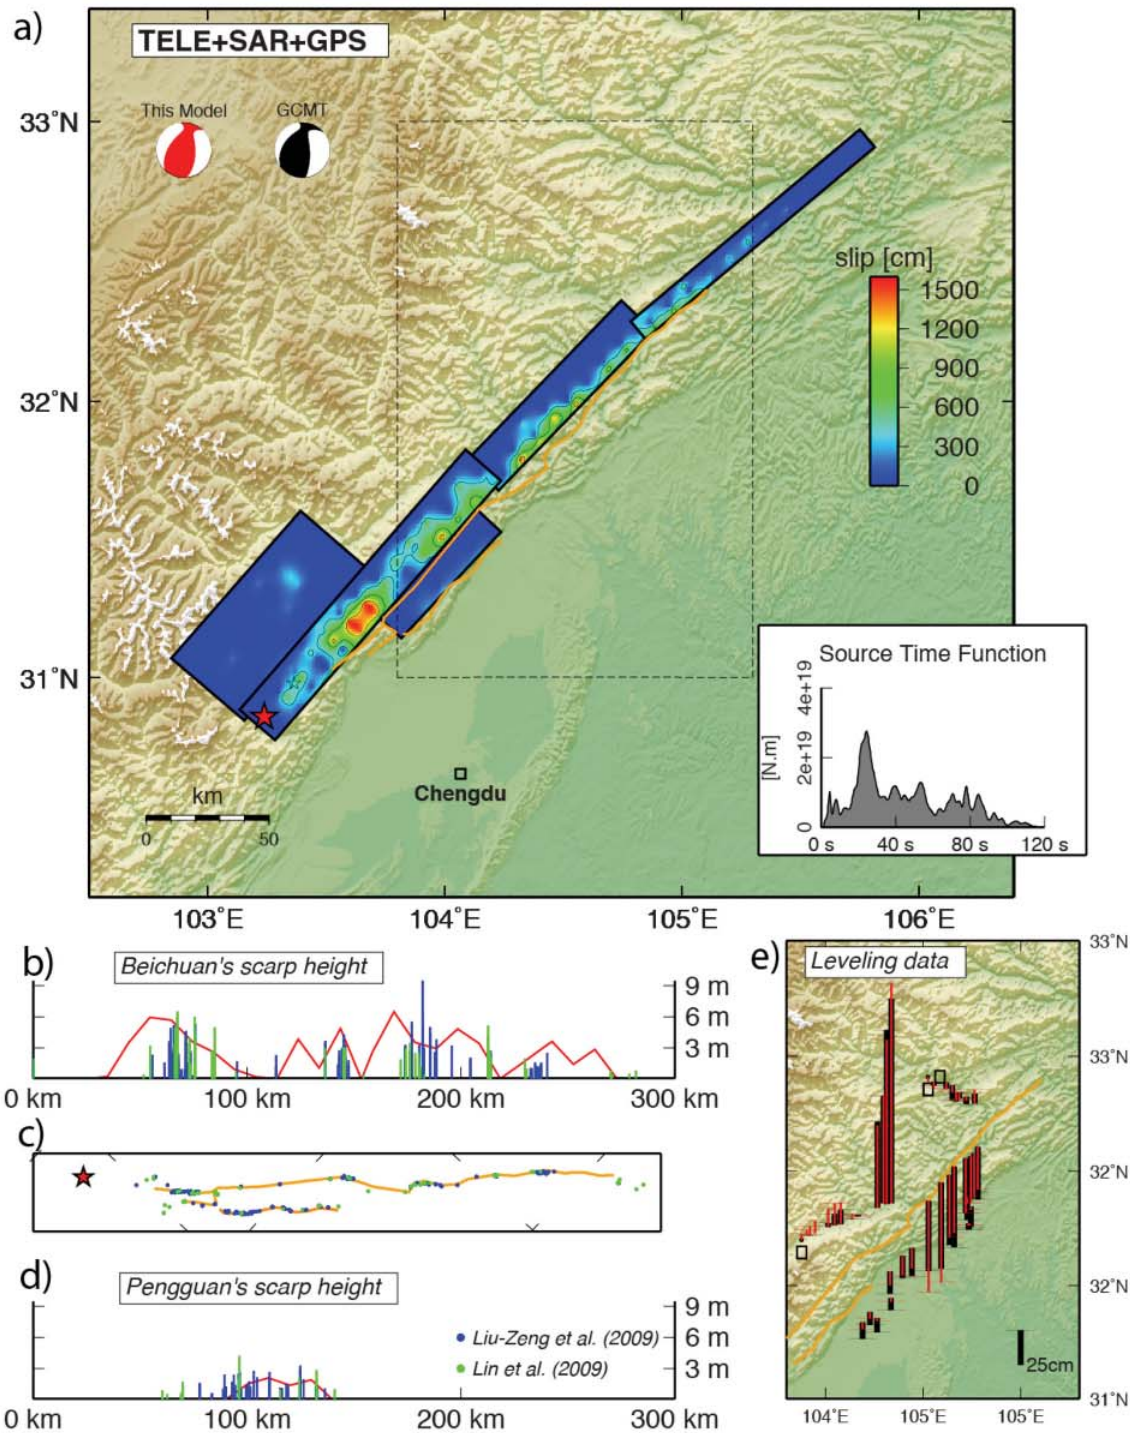 a)
TELE+SAR+GPS
This Model
GCMT
33°N
32°N
31°N
slip [cm]
1500
1200
900
600
300
0
Chengdu
km
0
50
103°E
104°E
105°E
106°E
Source Time Function
[N.m]
0
2e+19
4e+19
0 s
40 s
80 s
120 s
b)
Beichuan's scarp height
9 m
6 m
3 m
0 km
100 km
200 km
300 km
c)
d)
Pengguan's scarp height
9 m
6 m
3 m
Liu-Zeng et al. (2009)
Lin et al. (2009)
0 km
100 km
200 km
300 km
e)
Leveling data
33°N
33°N
32°N
32°N
31°N
25cm
104°E
105°E
105°E